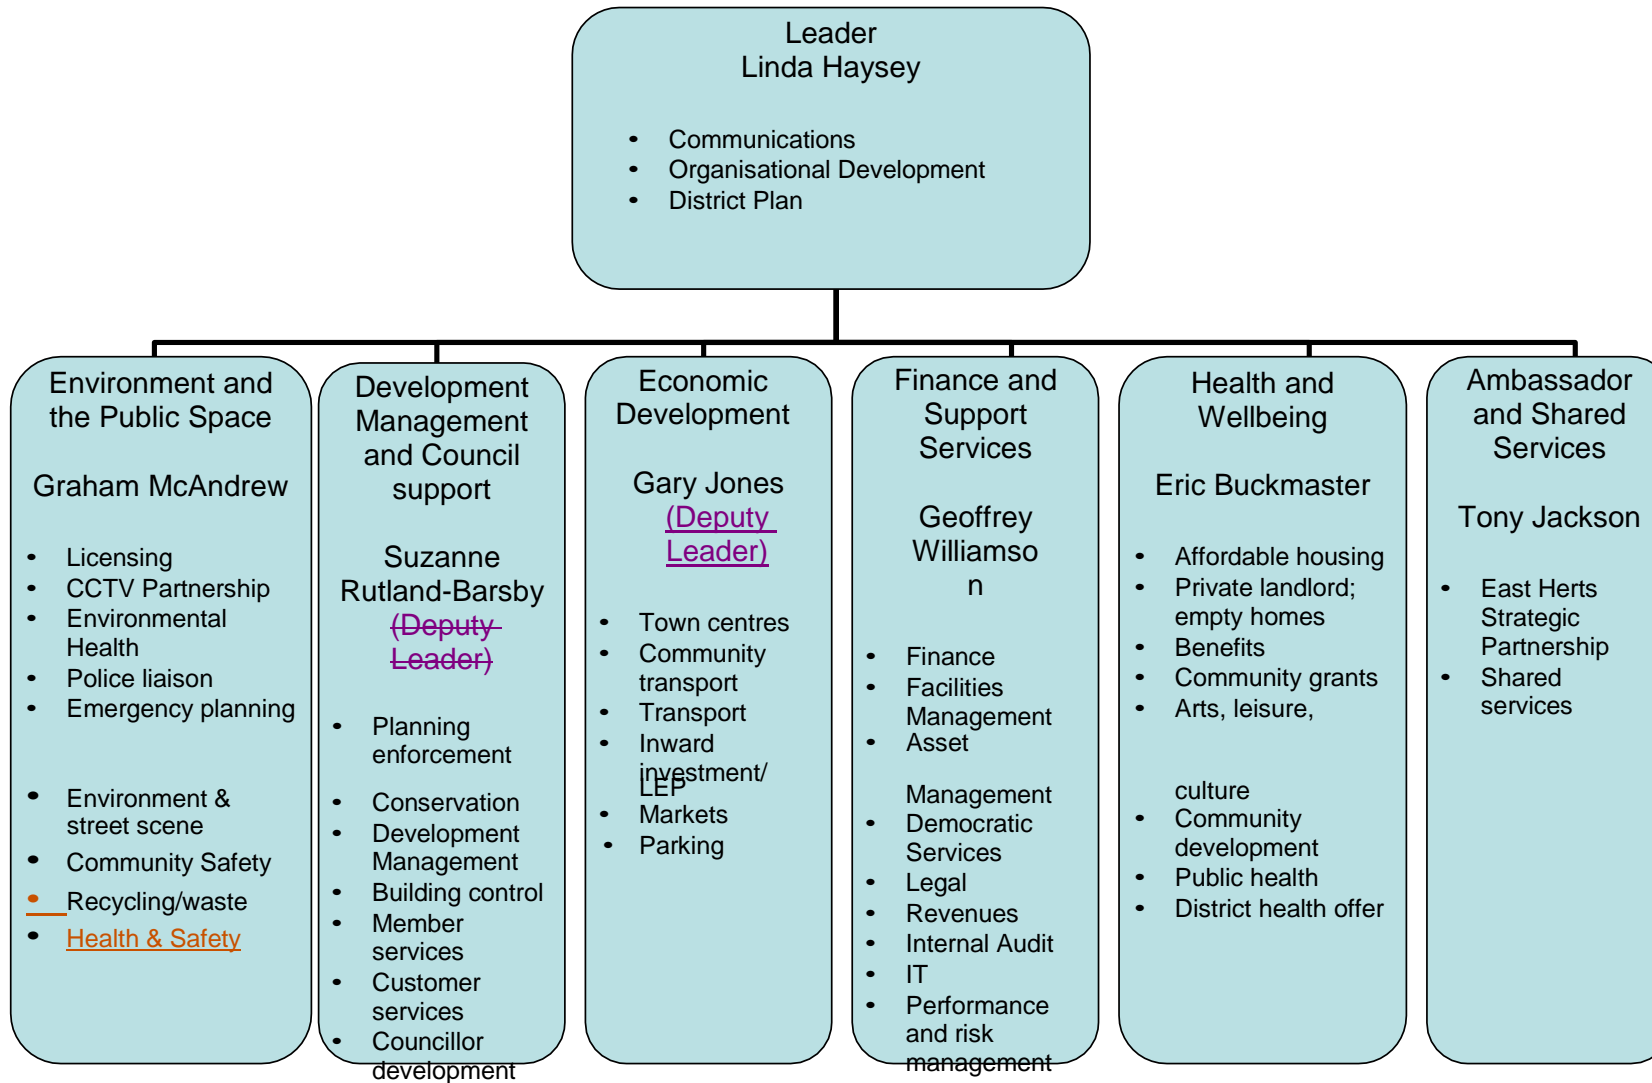 Leader
Linda Haysey
• Communications
• Organisational Development
• District Plan
Environment and
the Public Space
Graham McAndrew
• Licensing
• CCTV Partnership
• Environmental
Health
• Police liaison
• Emergency planning
• Environment &
street scene
• Community Safety
• Recycling/waste
• Health & Safety
Development
Management
and Council
support
Suzanne
Rutland-Barsby
(Deputy
Leader)
• Planning
enforcement
• Conservation
• Development
Management
• Building control
• Member
services
• Customer
services
• Councillor
development
Economic
Development
Gary Jones
(Deputy
Leader)
• Town centres
• Community
transport
• Transport
• Inward
investment/
LEP
• Markets
• Parking
Finance and
Support
Services
Geoffrey
Williamso
n
• Finance
• Facilities
Management
• Asset
Management
• Democratic
Services
• Legal
• Revenues
• Internal Audit
• IT
• Performance
and risk
management
Health and
Wellbeing
Eric Buckmaster
• Affordable housing
• Private landlord;
empty homes
• Benefits
• Community grants
• Arts, leisure,
culture
• Community
development
• Public health
• District health offer
Ambassador
and Shared
Services
Tony Jackson
• East Herts
Strategic
Partnership
• Shared
services